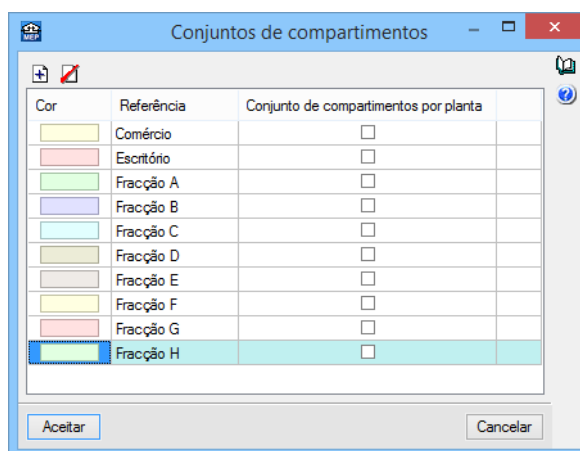 MEP
Conjuntos de compartimentos
Cor Referência Conjunto de compartimentos por planta
Comércio
Escritório
Fracção A
Fracção B
Fracção C
Fracção D
Fracção E
Fracção F
Fracção G
Fracção H
Aceitar Cancelar